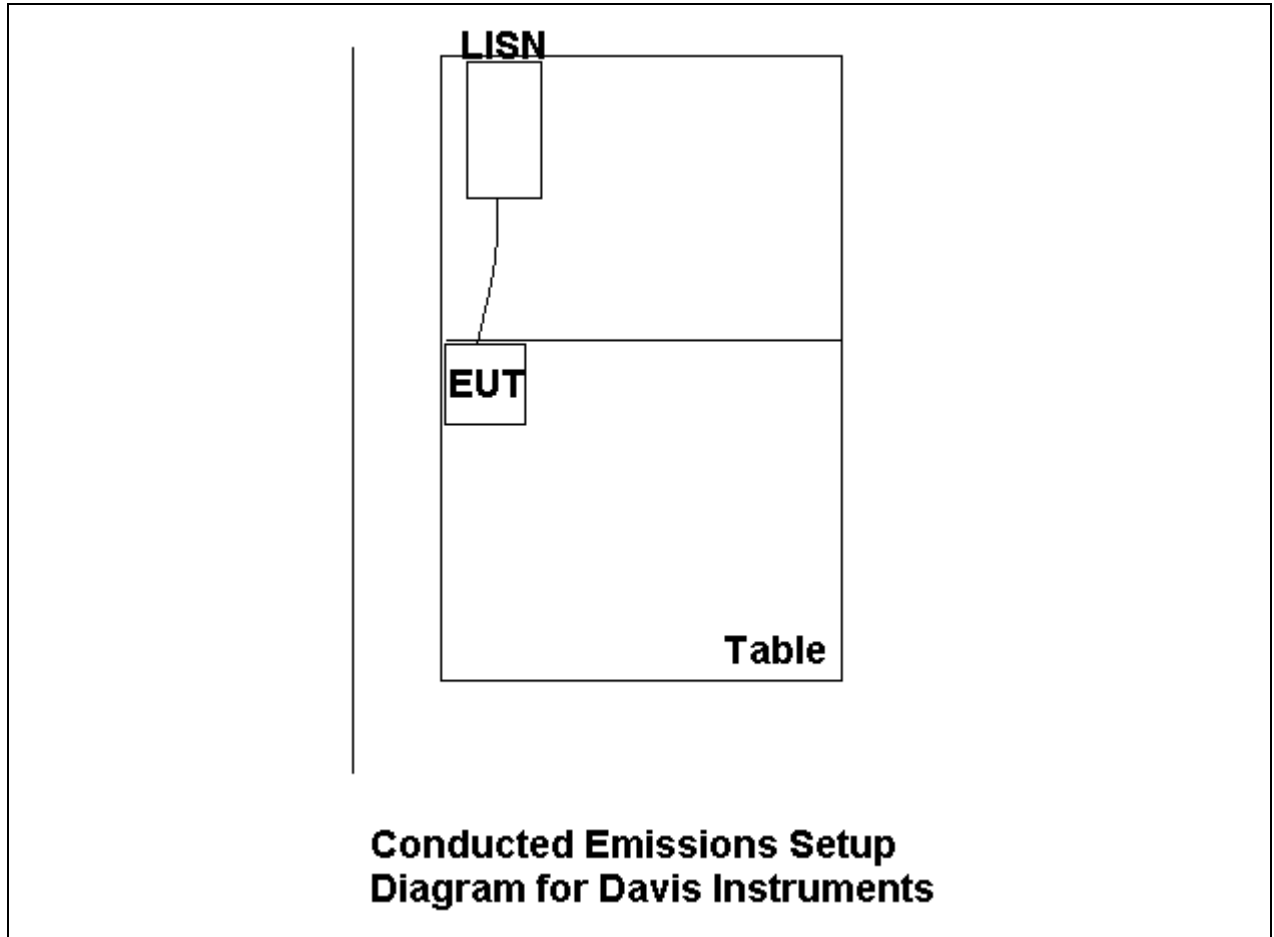 LISN
EUT
Table
Conducted Emissions Setup
Diagram for Davis Instruments